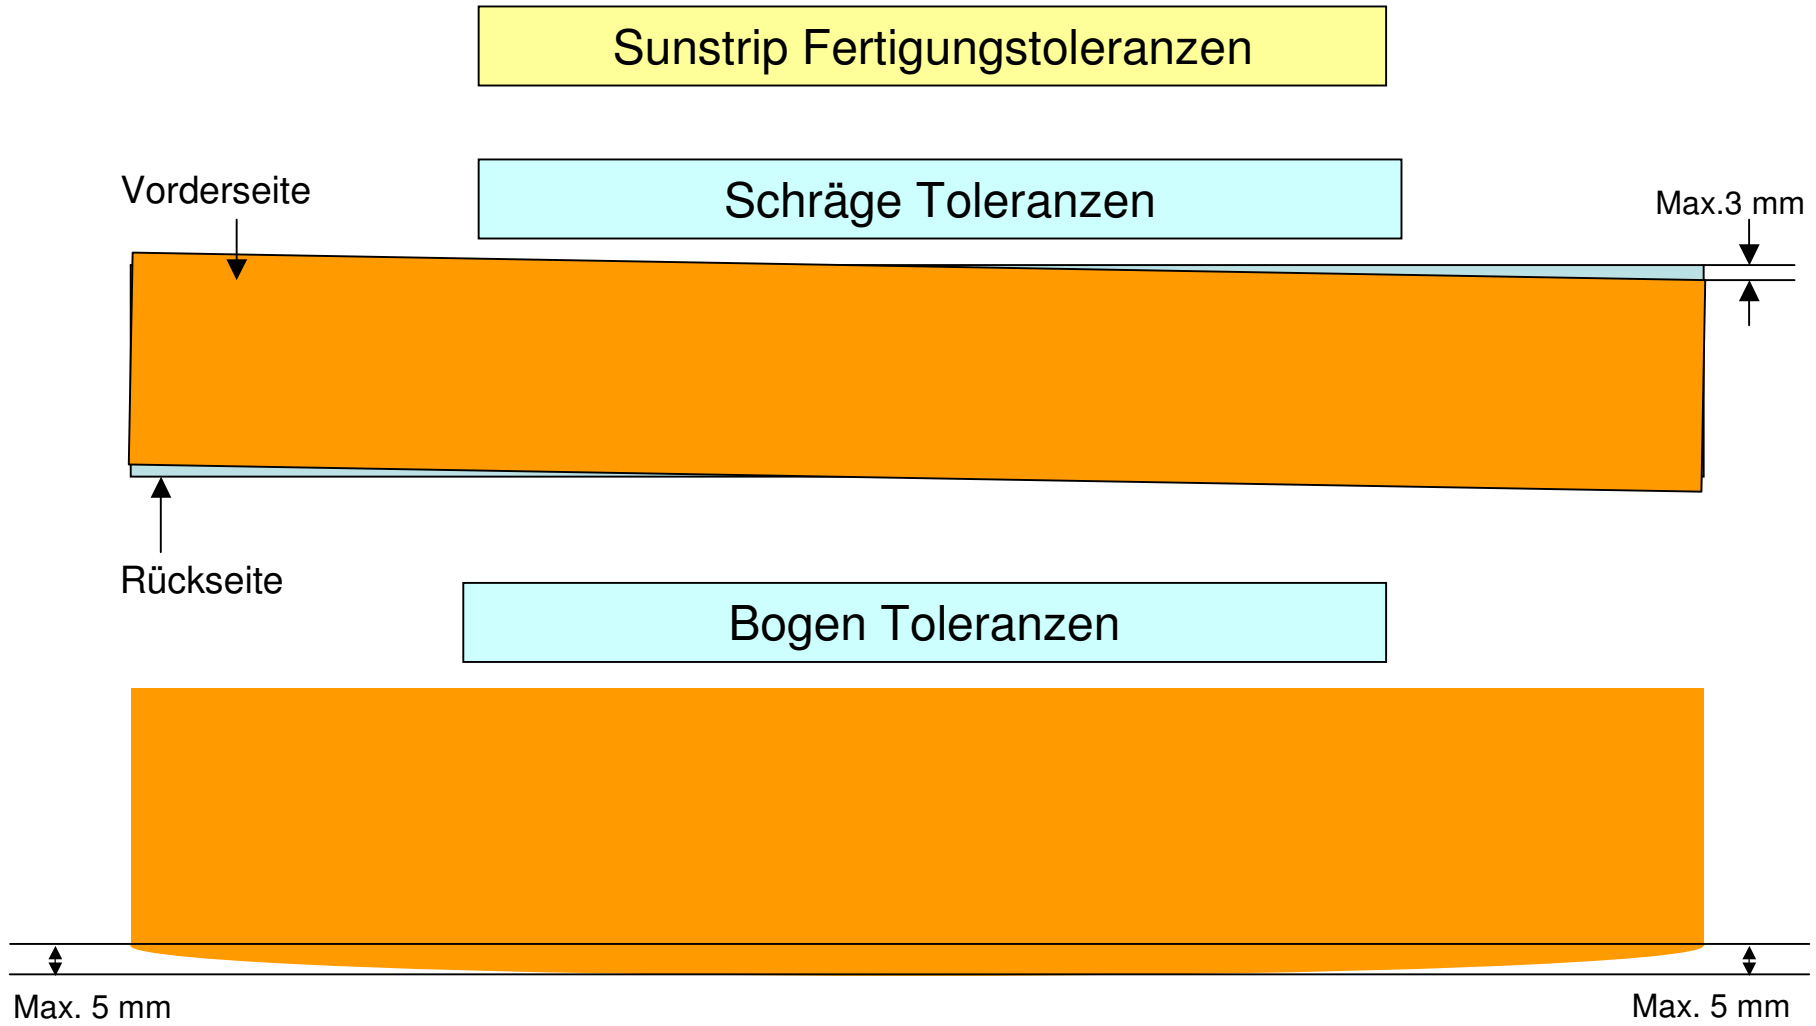 Sunstrip Fertigungstoleranzen
Schräge Toleranzen
Vorderseite
Max.3 mm
Rückseite
Bogen Toleranzen
Max. 5 mm
Max. 5 mm